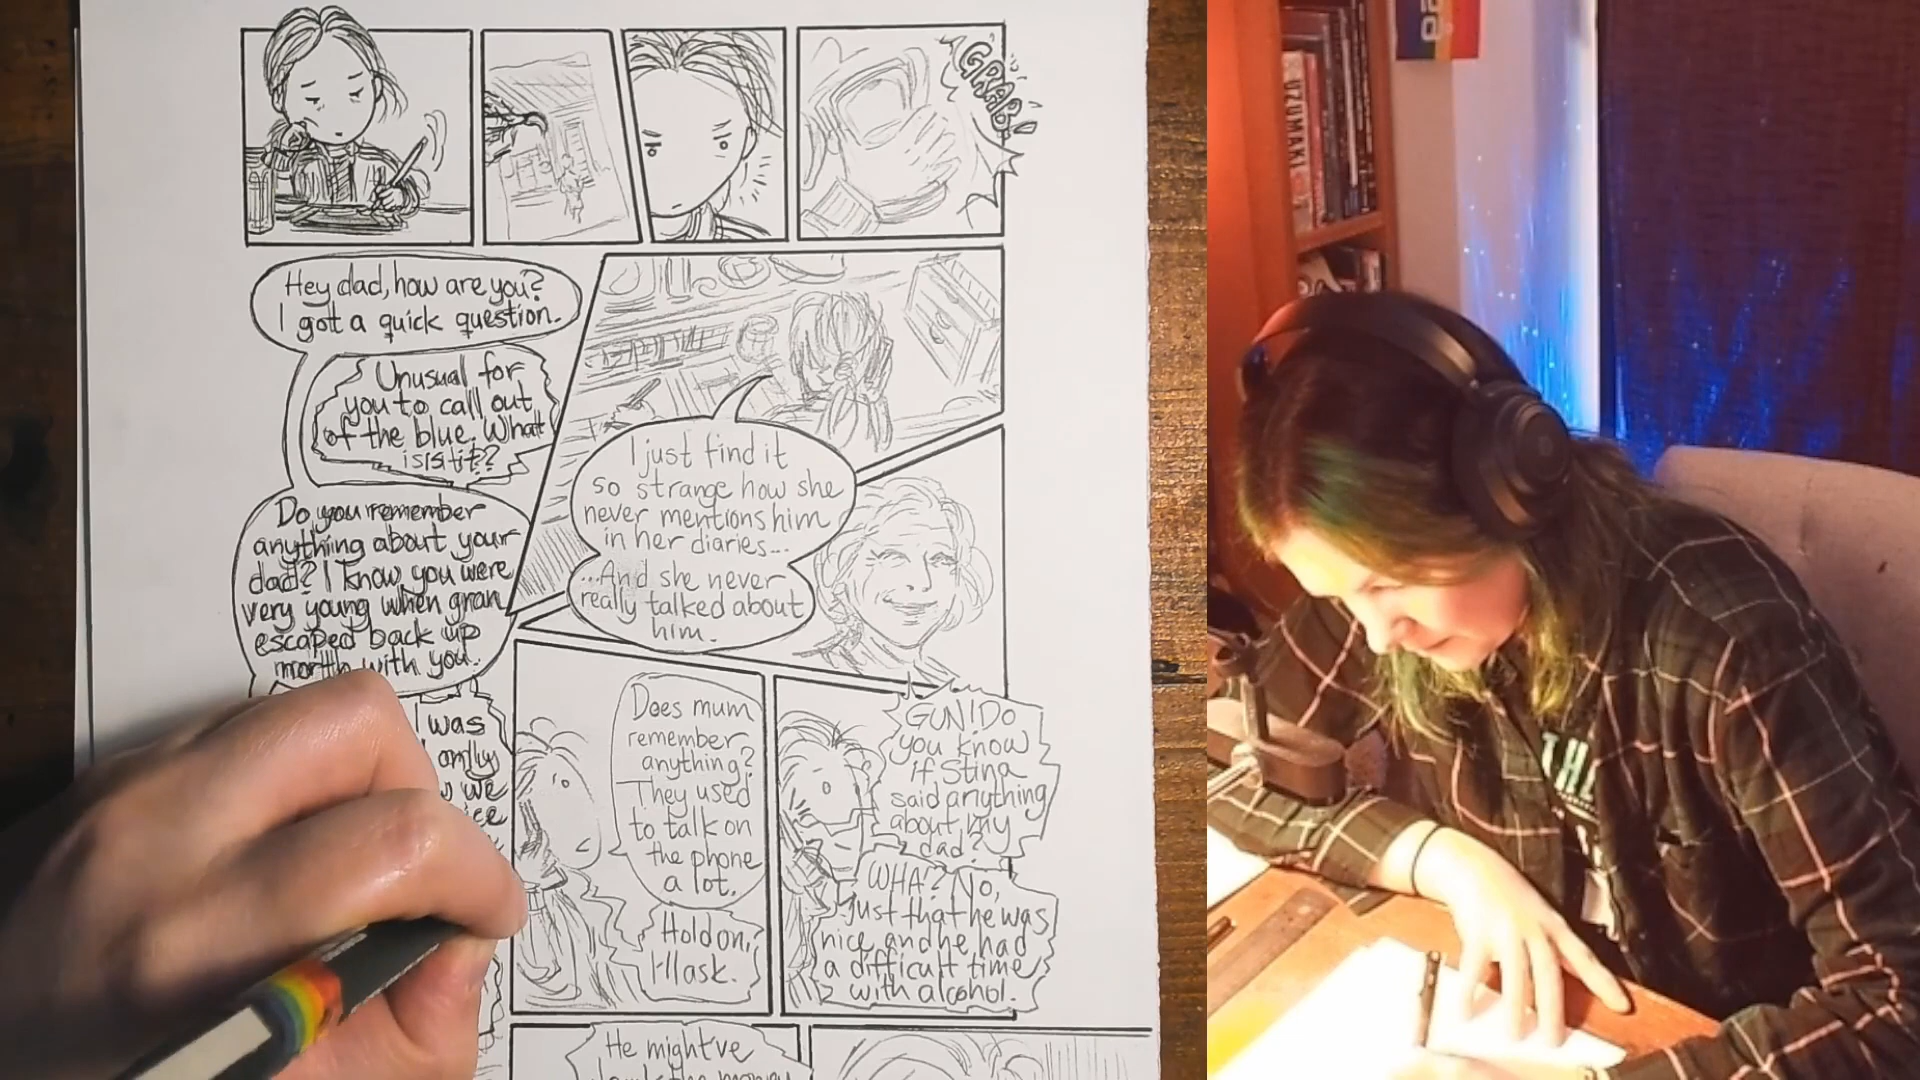 GRAB
Hey dad, how are you?
I got a quick question.
Unusual for
you to call out
of the blue. What
is it?
Do you remember
anything about your
dad? I know you were
very young when gran
escaped back up
north with you.
I was
only
we
I just find it
so strange how she
never mentions him
in her diaries...
...And she never
really talked about
him.
Does mum
remember
anything?
They used
to talk on
the phone
a lot.
Hold on,
I'll ask.
GUN! Do
you know
if Stina
said anything
about my
dad?
WHA? No,
just that he was
nice and he had
a difficult time
with alcohol.
He might've
the money
UZUMAKI
THE